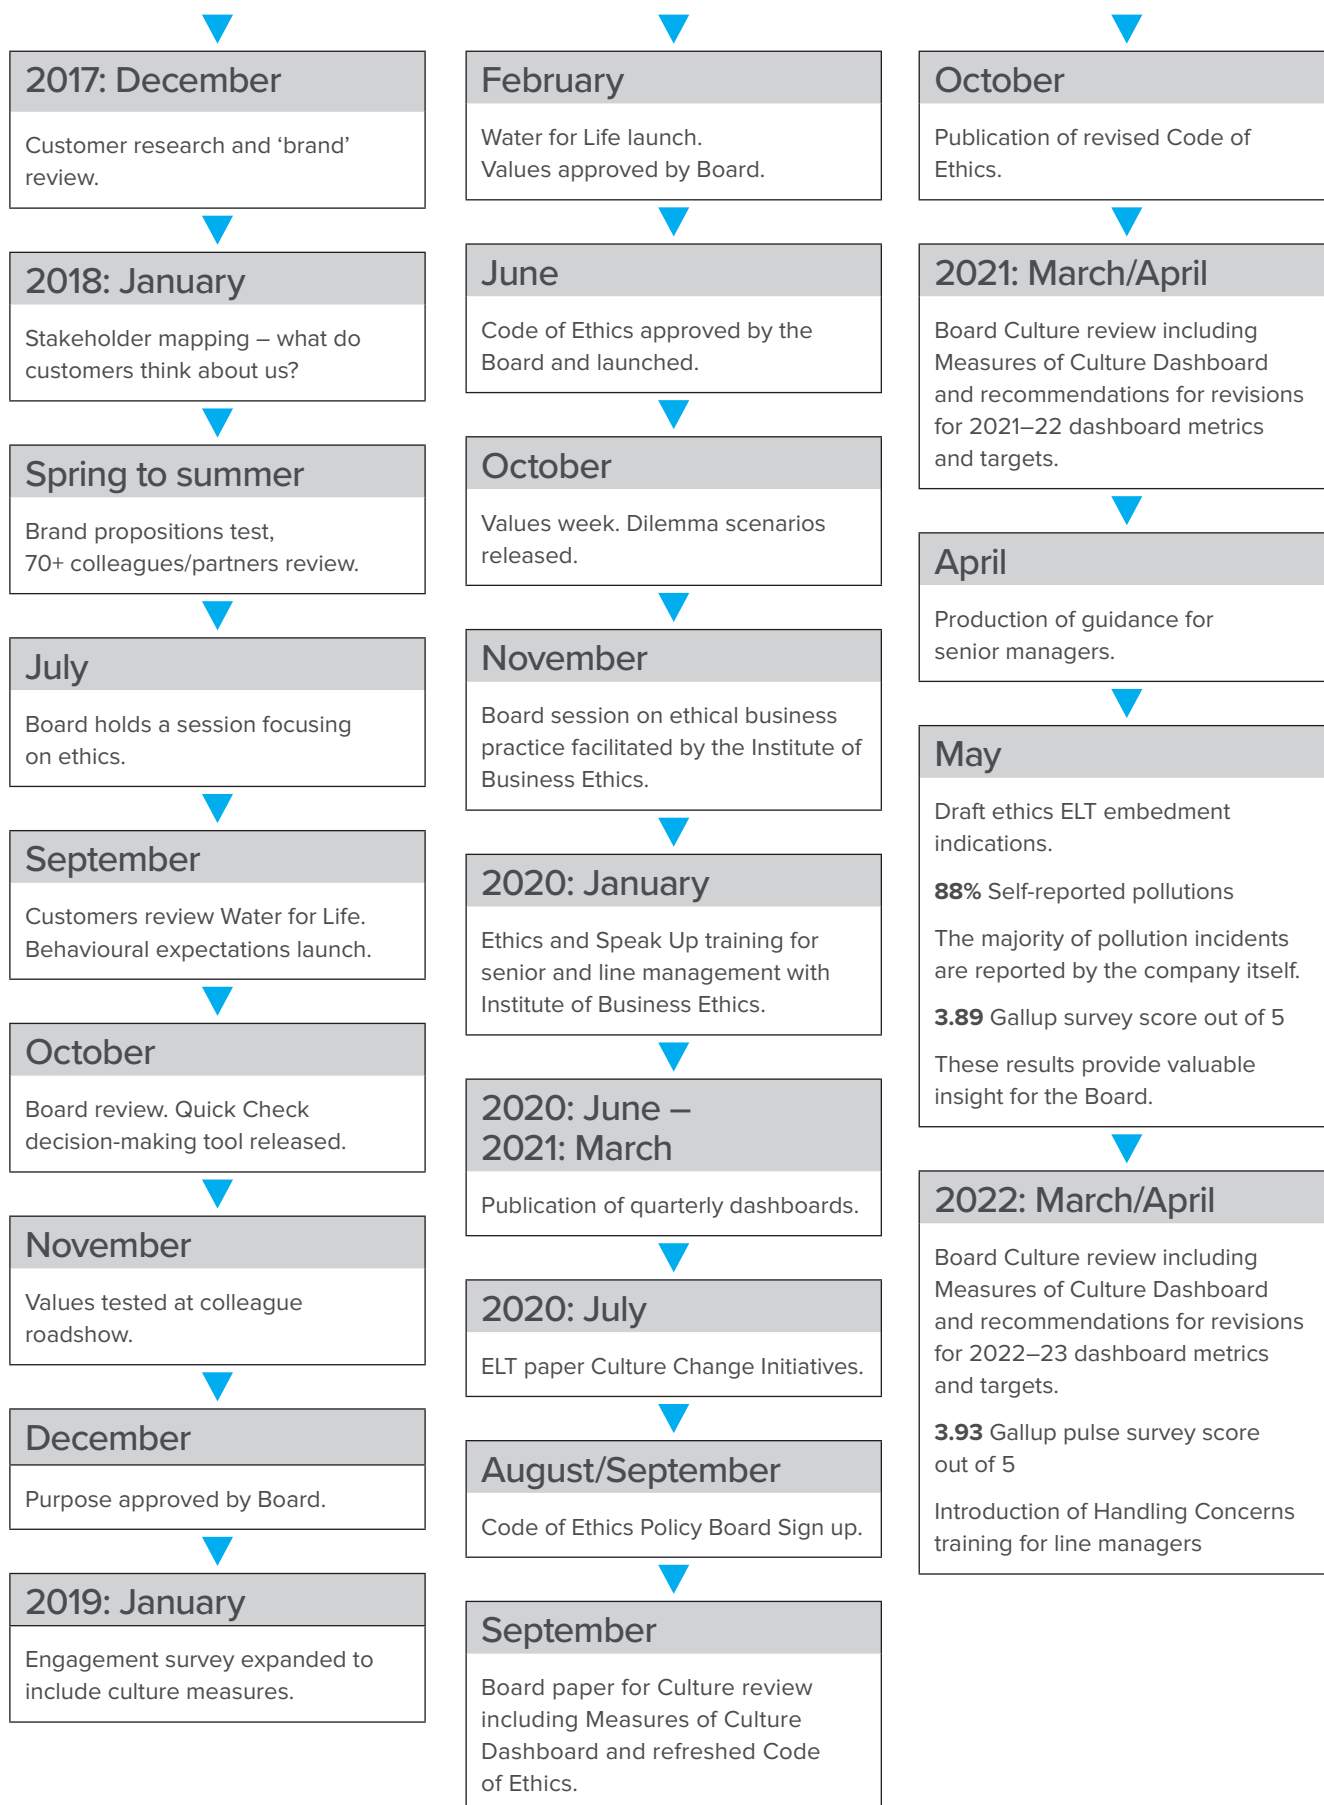 2017: December
Customer research and ‘brand’
review.
2018: January
Stakeholder mapping – what do
customers think about us?
Spring to summer
Brand propositions test,
70+ colleagues/partners review.
July
Board holds a session focusing
on ethics.
September
Customers review Water for Life.
Behavioural expectations launch.
October
Board review. Quick Check
decision-making tool released.
November
Values tested at colleague
roadshow.
December
Purpose approved by Board.
2019: January
Engagement survey expanded to
include culture measures.
February
Water for Life launch.
Values approved by Board.
June
Code of Ethics approved by the
Board and launched.
October
Values week. Dilemma scenarios
released.
November
Board session on ethical business
practice facilitated by the Institute of
Business Ethics.
2020: January
Ethics and Speak Up training for
senior and line management with
Institute of Business Ethics.
2020: June –
2021: March
Publication of quarterly dashboards.
2020: July
ELT paper Culture Change Initiatives.
August/September
Code of Ethics Policy Board Sign up.
September
Board paper for Culture review
including Measures of Culture
Dashboard and refreshed Code
of Ethics.
October
Publication of revised Code of
Ethics.
2021: March/April
Board Culture review including
Measures of Culture Dashboard
and recommendations for revisions
for 2021–22 dashboard metrics
and targets.
April
Production of guidance for
senior managers.
May
Draft ethics ELT embedment
indications.
88% Self-reported pollutions
The majority of pollution incidents
are reported by the company itself.
3.89 Gallup survey score out of 5
These results provide valuable
insight for the Board.
2022: March/April
Board Culture review including
Measures of Culture Dashboard
and recommendations for revisions
for 2022–23 dashboard metrics
and targets.
3.93 Gallup pulse survey score
out of 5
Introduction of Handling Concerns
training for line managers